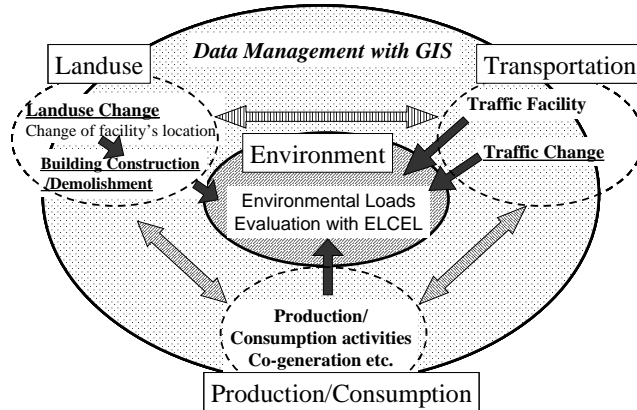 Data Management with GIS
Landuse
Transportation
Landuse Change
Change of facility's location
Building Construction
/Demolishment
Traffic Facility
Traffic Change
Environment
Environmental Loads
Evaluation with ELCEL
Production/
Consumption activities
Co-generation etc.
Production/Consumption